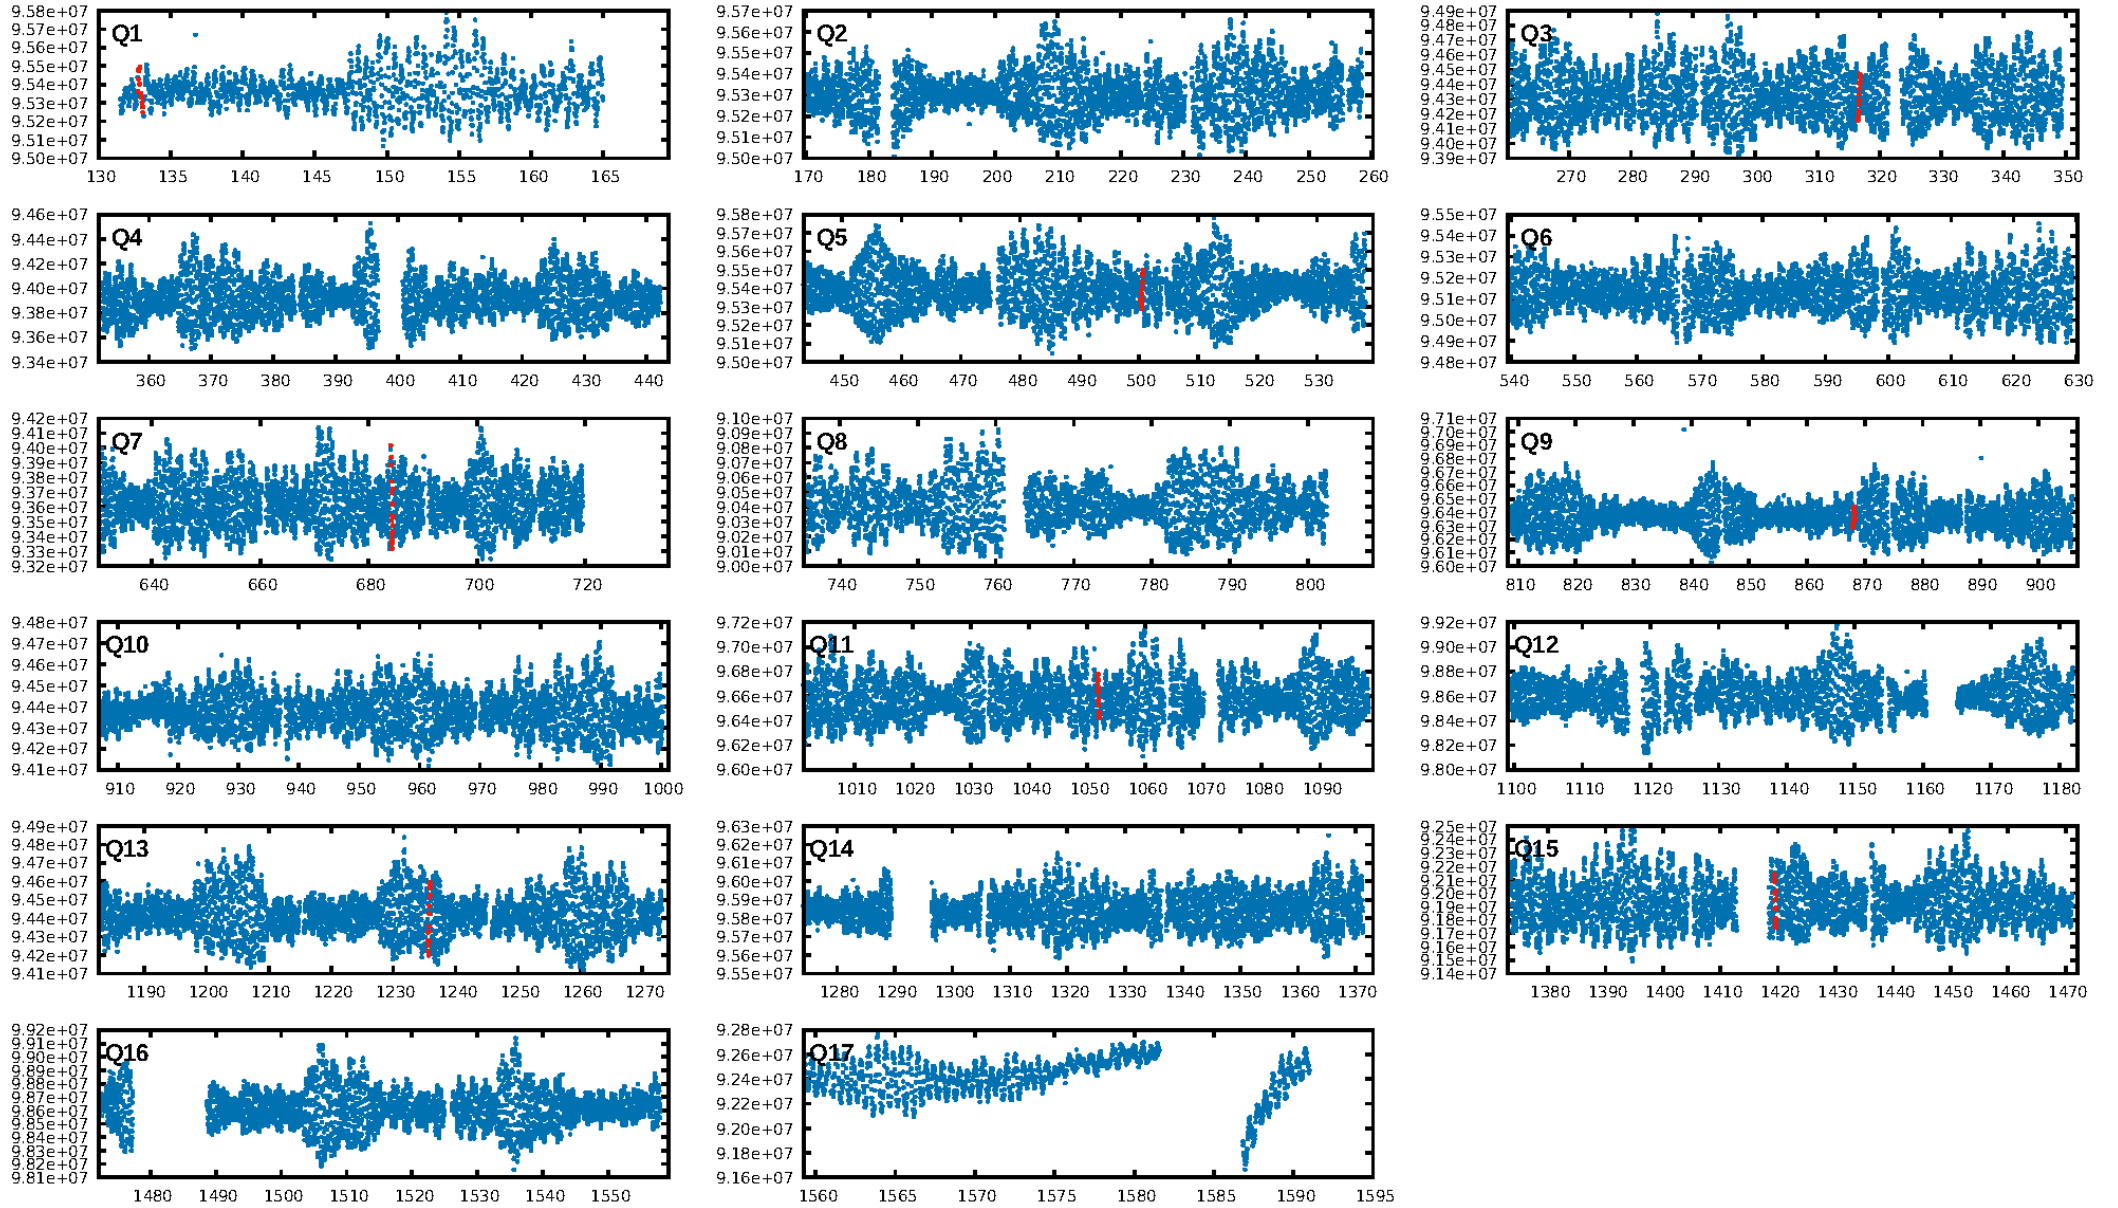 Q1
9.58e+07
9.57e+07
9.56e+07
9.55e+07
9.54e+07
9.53e+07
9.52e+07
9.51e+07
9.50e+07
130 135 140 145 150 155 160 165
Q2
9.57e+07
9.56e+07
9.55e+07
9.54e+07
9.53e+07
9.52e+07
9.51e+07
9.50e+07
170 180 190 200 210 220 230 240 250 260
Q3
9.49e+07
9.48e+07
9.47e+07
9.46e+07
9.45e+07
9.44e+07
9.43e+07
9.42e+07
9.41e+07
9.40e+07
9.39e+07
270 280 290 300 310 320 330 340 350
Q4
9.46e+07
9.44e+07
9.42e+07
9.40e+07
9.38e+07
9.36e+07
9.34e+07
360 370 380 390 400 410 420 430 440
Q5
9.58e+07
9.57e+07
9.56e+07
9.55e+07
9.54e+07
9.53e+07
9.52e+07
9.51e+07
9.50e+07
450 460 470 480 490 500 510 520 530
Q6
9.55e+07
9.54e+07
9.53e+07
9.52e+07
9.51e+07
9.50e+07
9.49e+07
9.48e+07
540 550 560 570 580 590 600 610 620 630
Q7
9.42e+07
9.41e+07
9.40e+07
9.39e+07
9.38e+07
9.37e+07
9.36e+07
9.35e+07
9.34e+07
9.33e+07
9.32e+07
640 660 680 700 720
Q8
9.10e+07
9.09e+07
9.08e+07
9.07e+07
9.06e+07
9.05e+07
9.04e+07
9.03e+07
9.02e+07
9.01e+07
9.00e+07
740 750 760 770 780 790 800
Q9
9.71e+07
9.70e+07
9.69e+07
9.68e+07
9.67e+07
9.66e+07
9.65e+07
9.64e+07
9.63e+07
9.62e+07
9.61e+07
9.60e+07
810 820 830 840 850 860 870 880 890 900
Q10
9.48e+07
9.47e+07
9.46e+07
9.45e+07
9.44e+07
9.43e+07
9.42e+07
9.41e+07
910 920 930 940 950 960 970 980 990 1000
Q11
9.72e+07
9.70e+07
9.68e+07
9.66e+07
9.64e+07
9.62e+07
9.60e+07
1010 1020 1030 1040 1050 1060 1070 1080 1090
Q12
9.92e+07
9.90e+07
9.88e+07
9.86e+07
9.84e+07
9.82e+07
9.80e+07
1100 1110 1120 1130 1140 1150 1160 1170 1180
Q13
9.49e+07
9.48e+07
9.47e+07
9.46e+07
9.45e+07
9.44e+07
9.43e+07
9.42e+07
9.41e+07
1190 1200 1210 1220 1230 1240 1250 1260 1270
Q14
9.63e+07
9.62e+07
9.61e+07
9.60e+07
9.59e+07
9.58e+07
9.57e+07
9.56e+07
9.55e+07
1280 1290 1300 1310 1320 1330 1340 1350 1360 1370
Q15
9.25e+07
9.24e+07
9.23e+07
9.22e+07
9.21e+07
9.20e+07
9.19e+07
9.18e+07
9.17e+07
9.16e+07
9.15e+07
9.14e+07
1380 1390 1400 1410 1420 1430 1440 1450 1460 1470
Q16
9.92e+07
9.91e+07
9.90e+07
9.89e+07
9.88e+07
9.87e+07
9.86e+07
9.85e+07
9.84e+07
9.83e+07
9.82e+07
9.81e+07
1480 1490 1500 1510 1520 1530 1540 1550
Q17
9.28e+07
9.26e+07
9.24e+07
9.22e+07
9.20e+07
9.18e+07
9.16e+07
1560 1565 1570 1575 1580 1585 1590 1595